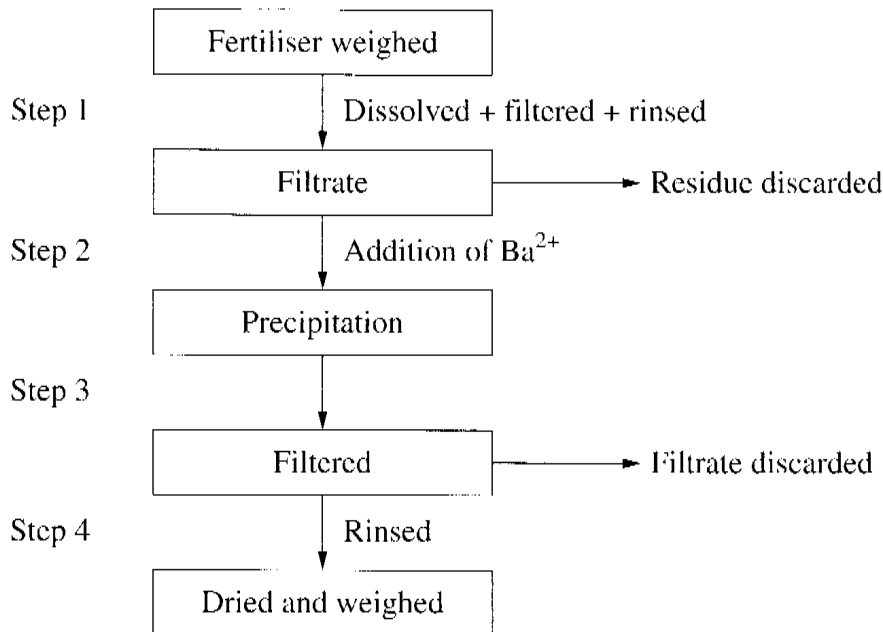 Fertiliser weighed
Step 1
Dissolved + filtered + rinsed
Filtrate
Residue discarded
Step 2
Addition of Ba²⁺
Precipitation
Step 3
Filtered
Filtrate discarded
Step 4
Rinsed
Dried and weighed